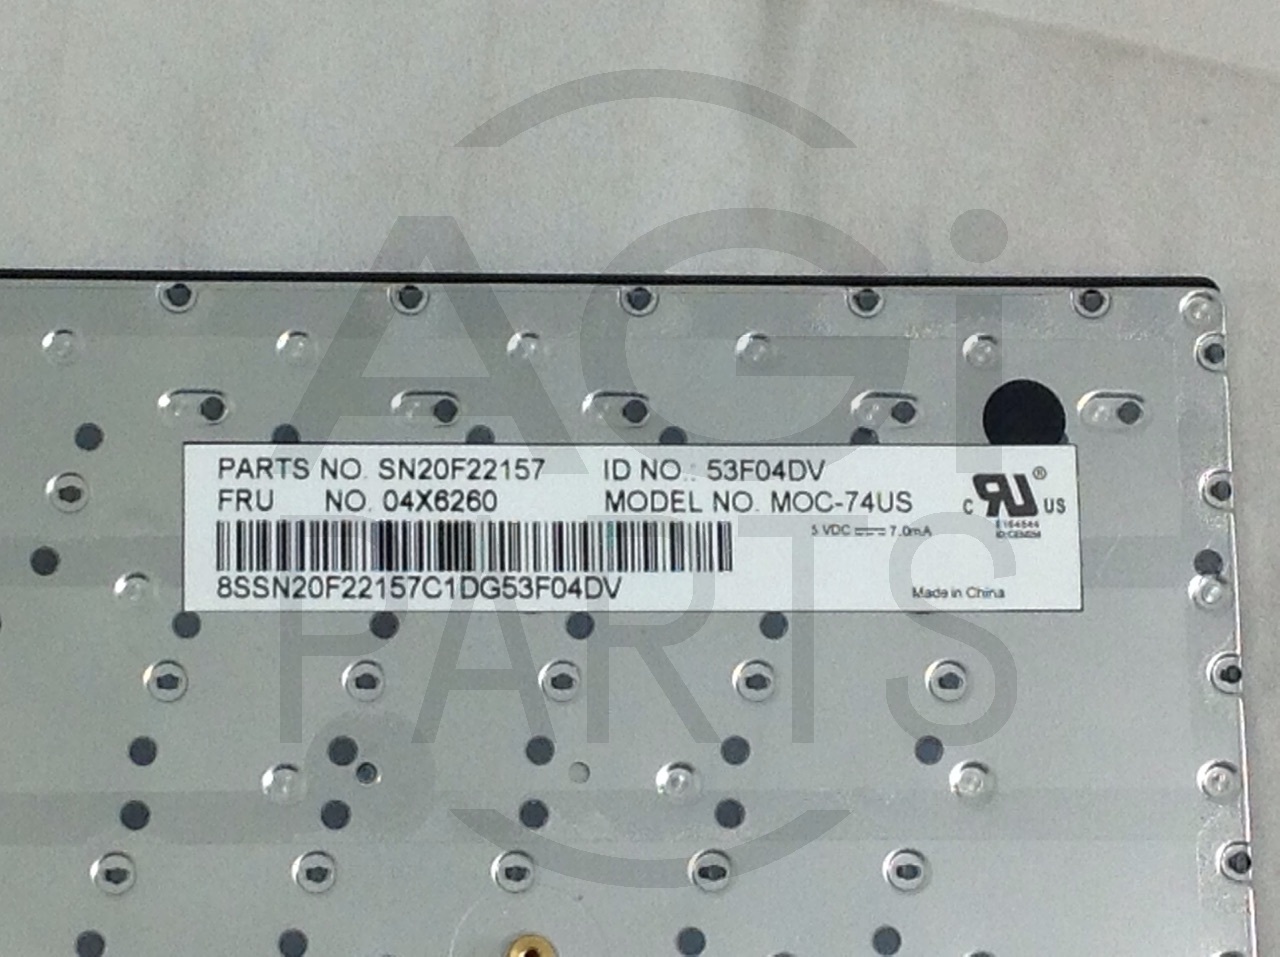 AGi
PARTS NO. SN20F22157 ID NO.: 53F04DV
FRU NO. 04X6260 MODEL NO. MOC-74US
c RU ® US
5 VDC 7.0mA
8SSN20F22157C1DG53F04DV
Made in China
PARTS